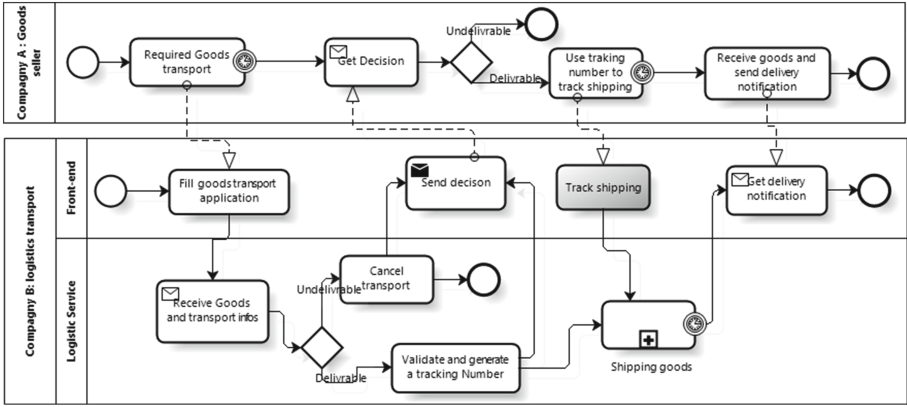 Compagny A : Goods
seller
Required Goods
transport
Get Decision
Undelivrable
Delivrable
Use traking
number to
track shipping
Receive goods and
send delivery
notification
Compagny B: logistics transport
Front-end
Fill goods transport
application
Send decison
Track shipping
Get delivery
notification
Logistic Service
Receive Goods
and transport infos
Undelivrable
Delivrable
Cancel
transport
Validate and generate
a tracking Number
Shipping goods